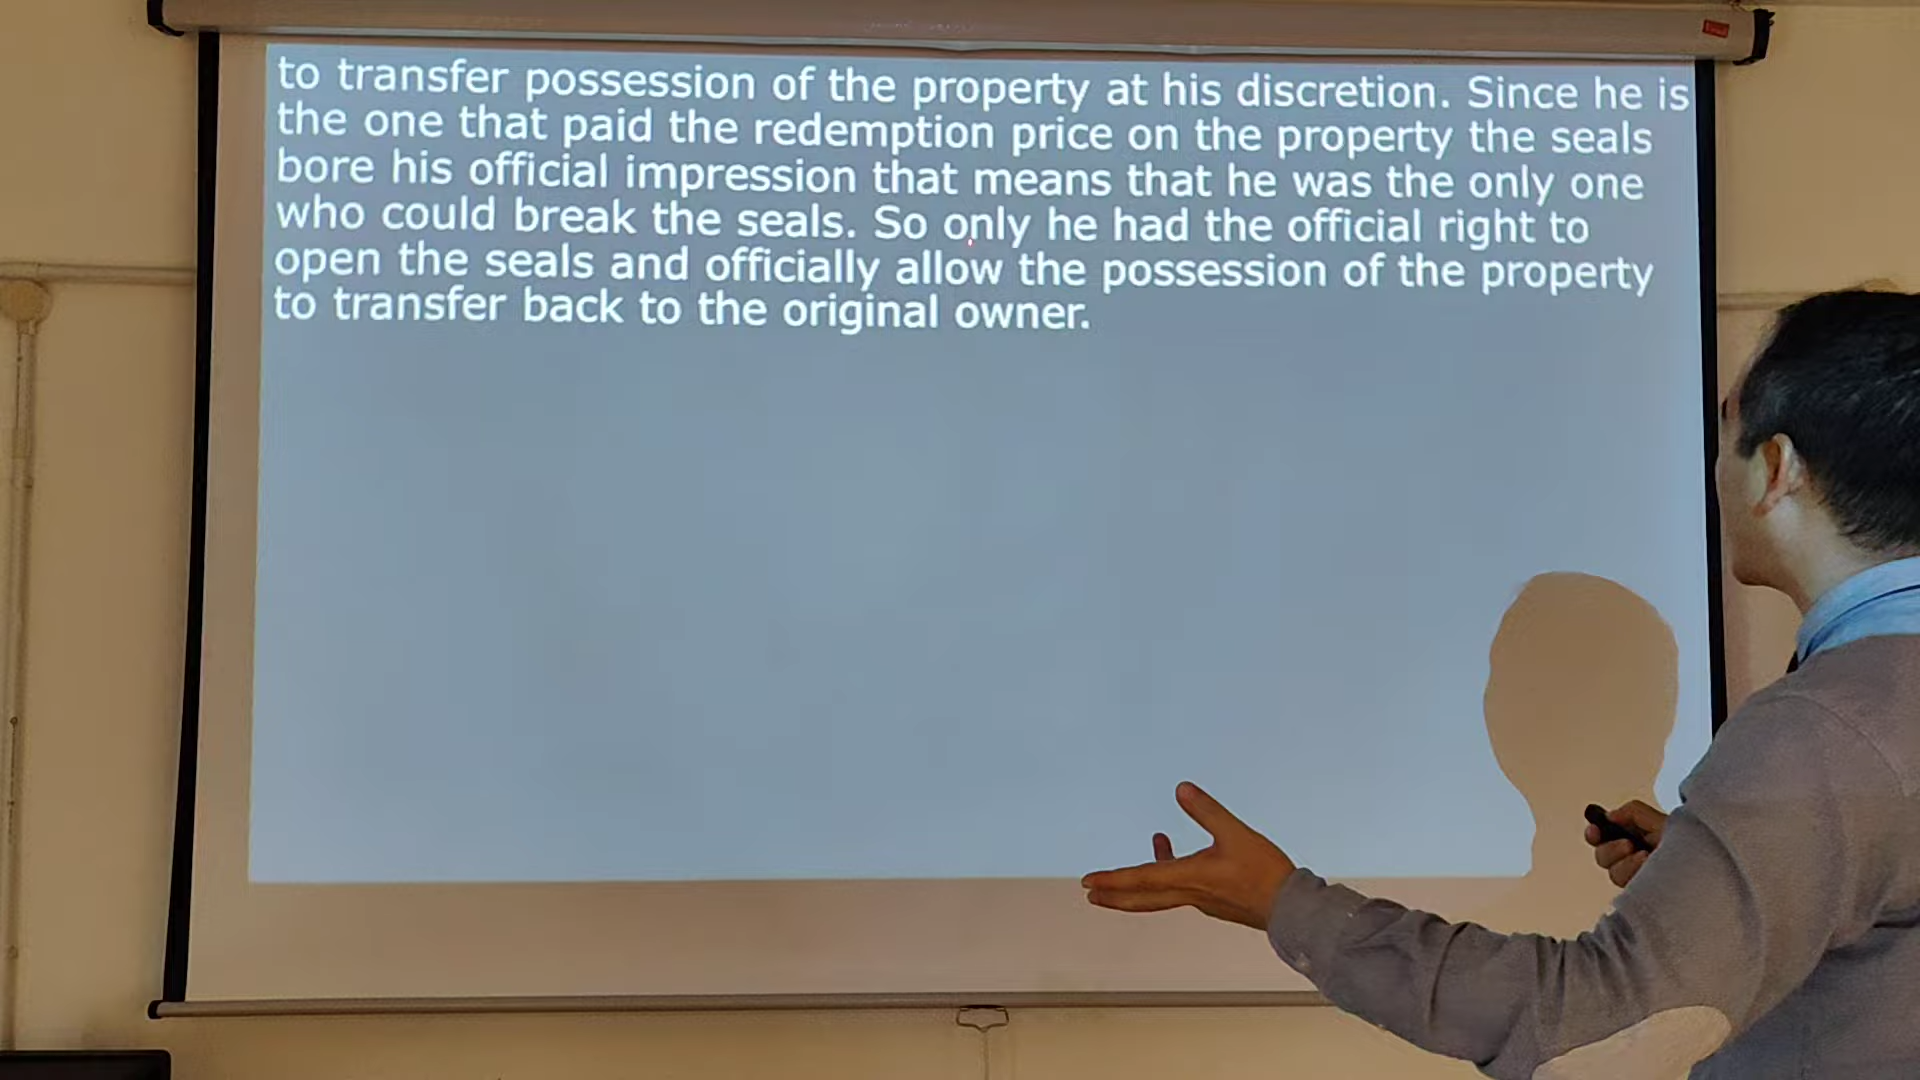 to transfer possession of the property at his discretion. Since he is
the one that paid the redemption price on the property the seals
bore his official impression that means that he was the only one
who could break the seals. So only he had the official right to
open the seals and officially allow the possession of the property
to transfer back to the original owner.